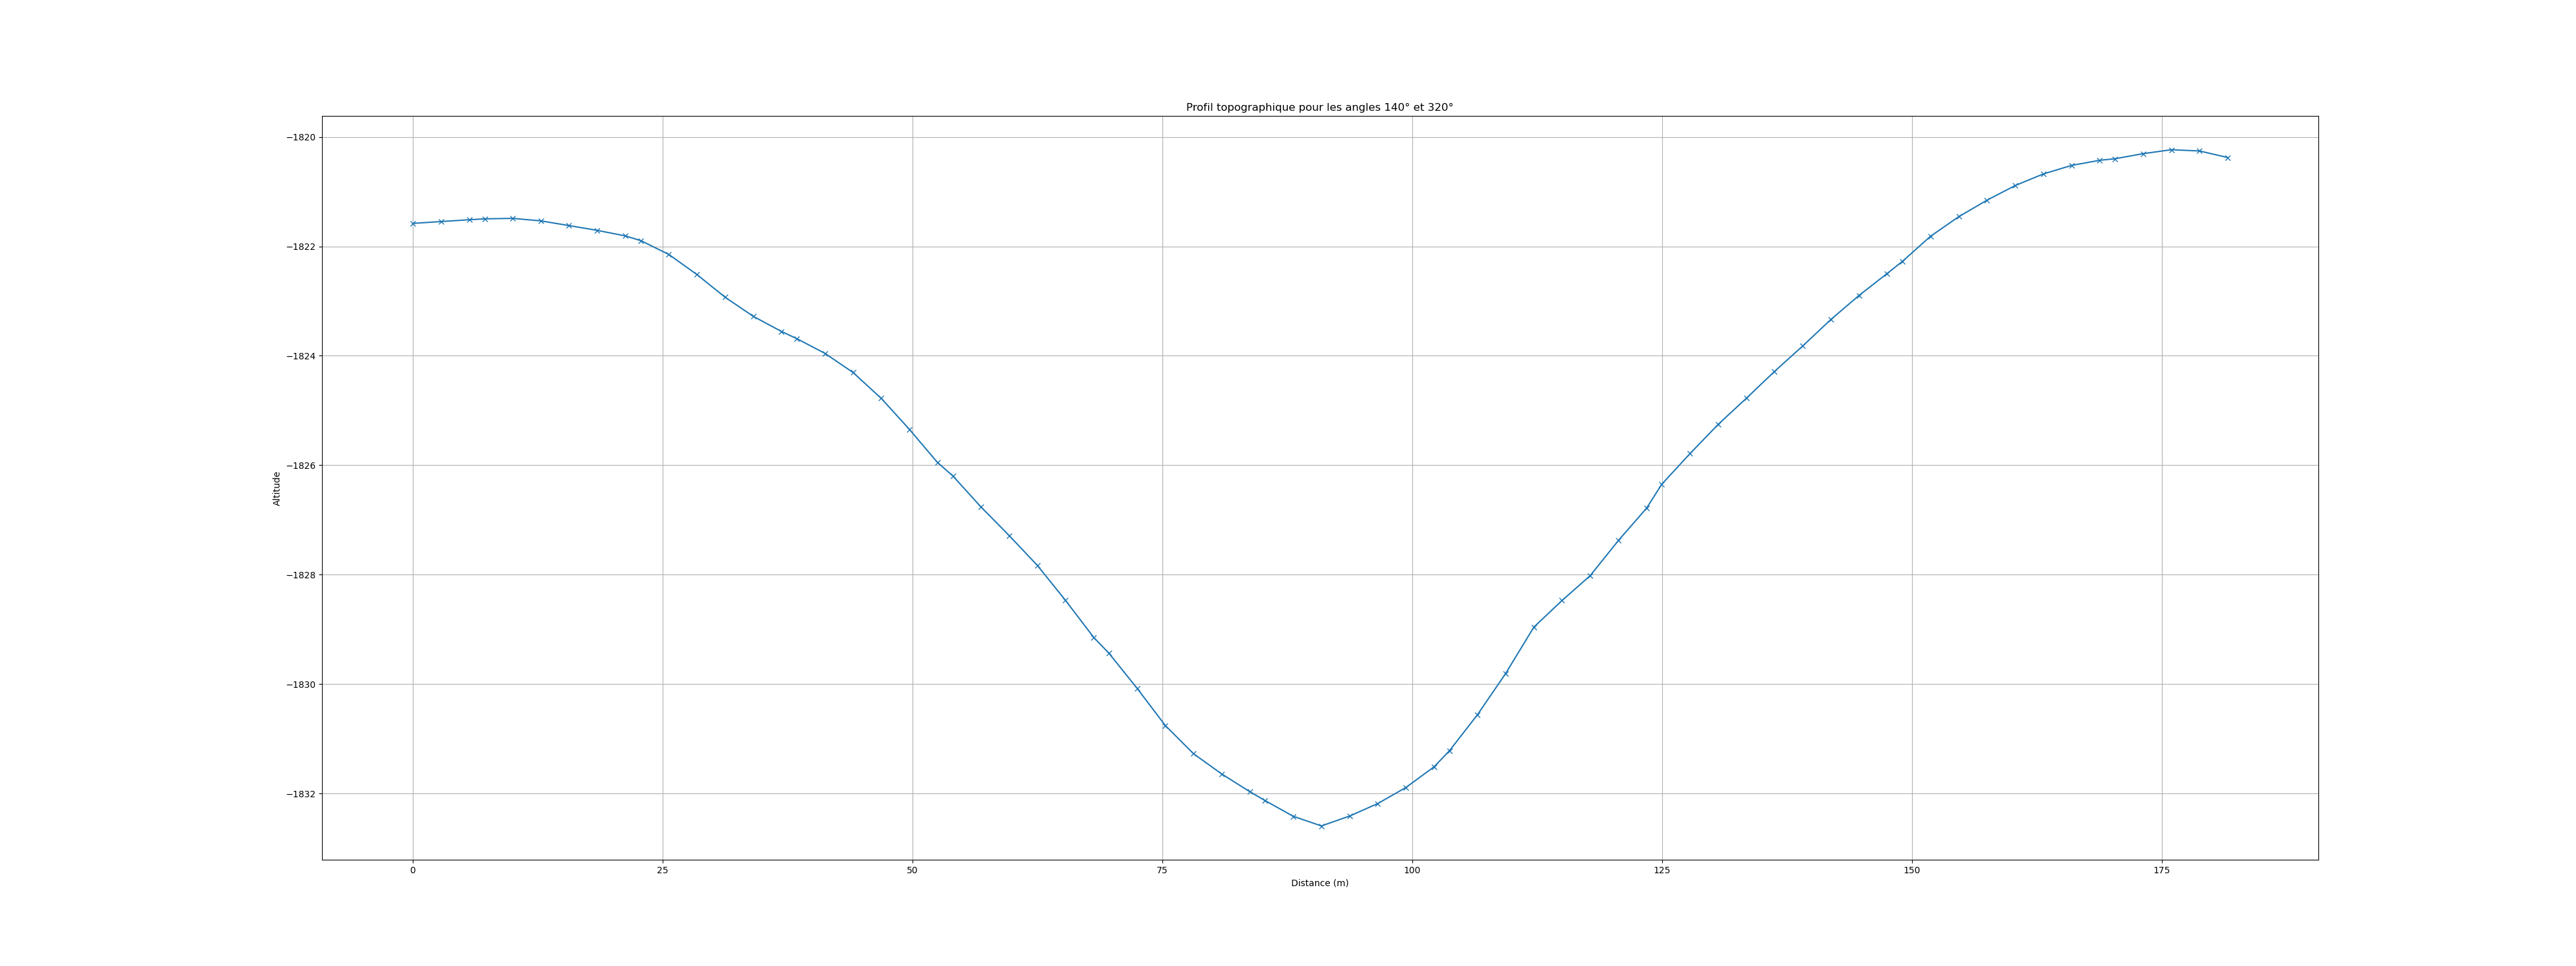 Profil topographique pour les angles 140° et 320°
−1820
−1822
−1824
−1826
−1828
−1830
−1832
Altitude
0 25 50 75 100 125 150 175
Distance (m)